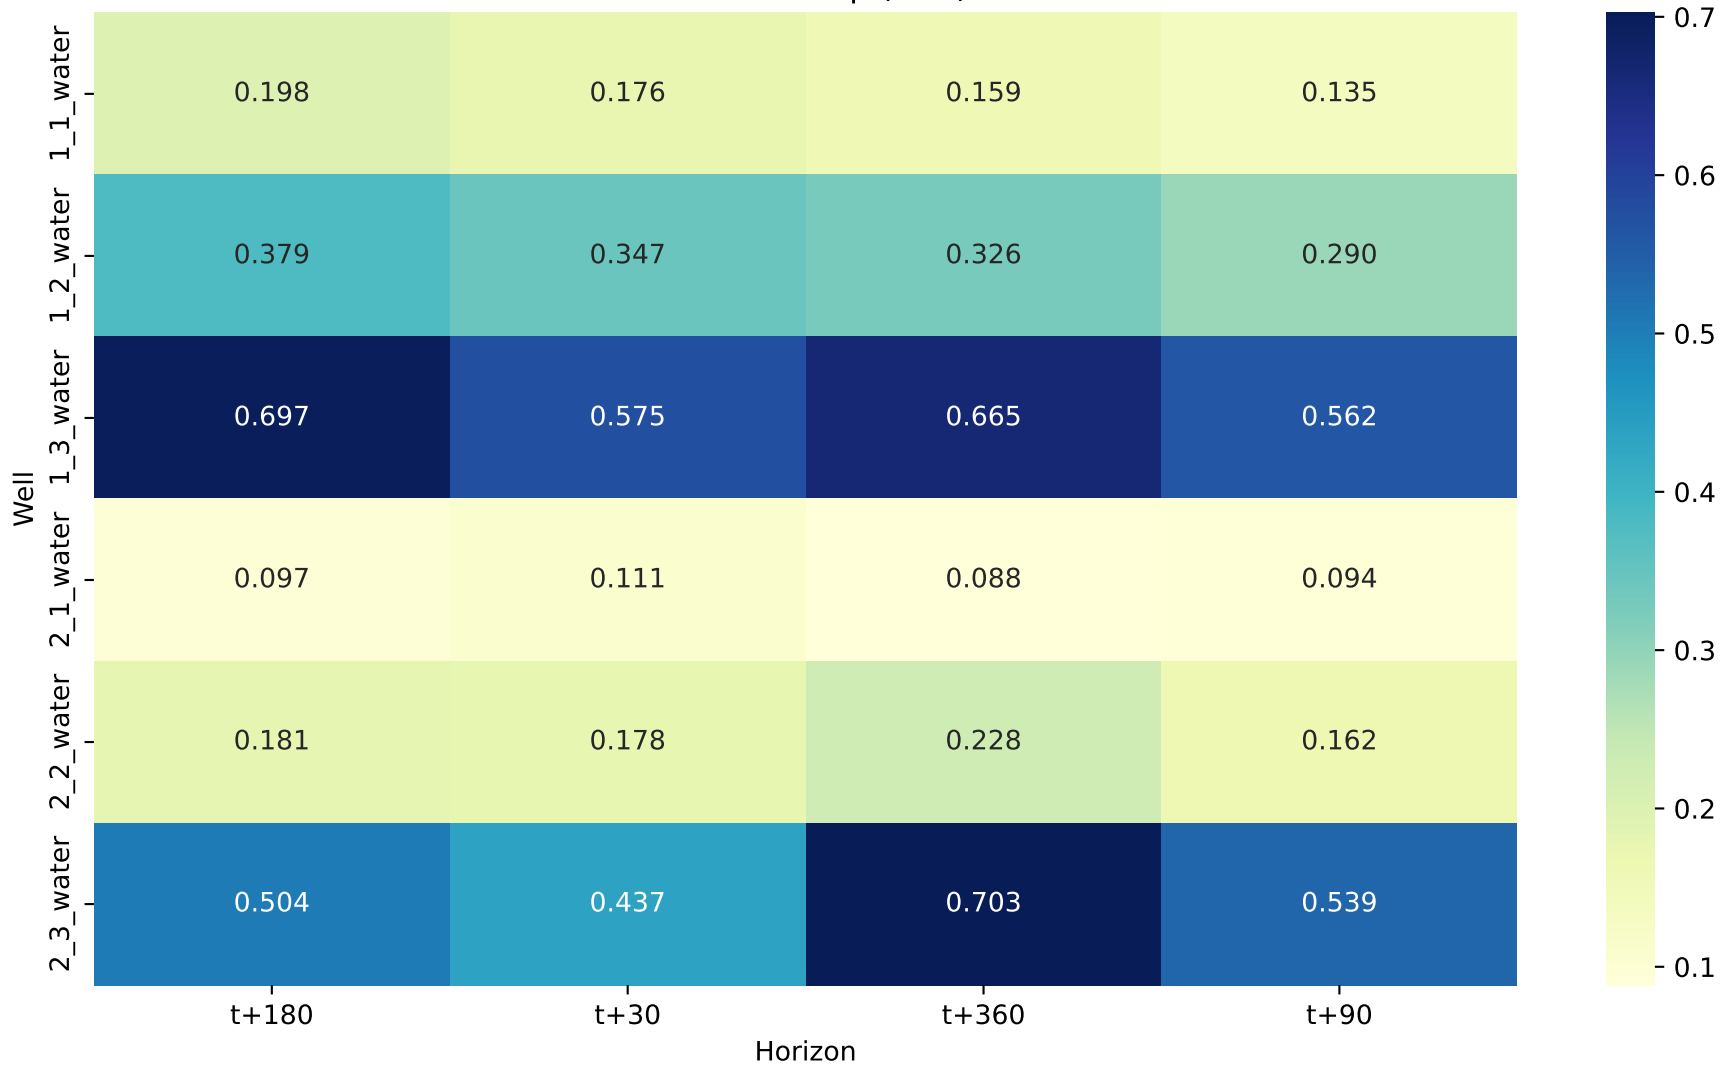 0.7
1_1_water 0.198 0.176 0.159 0.135
0.6
1_2_water 0.379 0.347 0.326 0.290
0.5
1_3_water 0.697 0.575 0.665 0.562
Well
0.4
2_1_water 0.097 0.111 0.088 0.094
0.3
2_2_water 0.181 0.178 0.228 0.162
0.2
2_3_water 0.504 0.437 0.703 0.539
0.1
t+180 t+30 t+360 t+90
Horizon